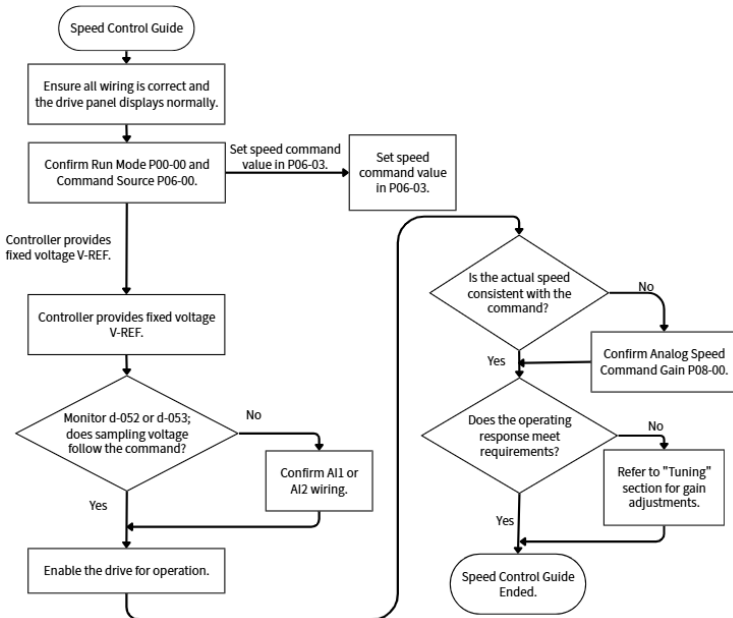 Speed Control Guide
Ensure all wiring is correct and
the drive panel displays normally.
Confirm Run Mode P00-00 and
Command Source P06-00.
Set speed command
value in P06-03.
Set speed
command value
in P06-03.
Controller provides
fixed voltage V-REF.
Controller provides fixed voltage
V-REF.
Monitor d-052 or d-053;
does sampling voltage
follow the command?
No
Confirm AI1 or
AI2 wiring.
Yes
Enable the drive for operation.
Is the actual speed
consistent with the
command?
No
Confirm Analog Speed
Command Gain P08-00.
Yes
Does the operating
response meet
requirements?
No
Refer to "Tuning"
section for gain
adjustments.
Yes
Speed Control Guide
Ended.